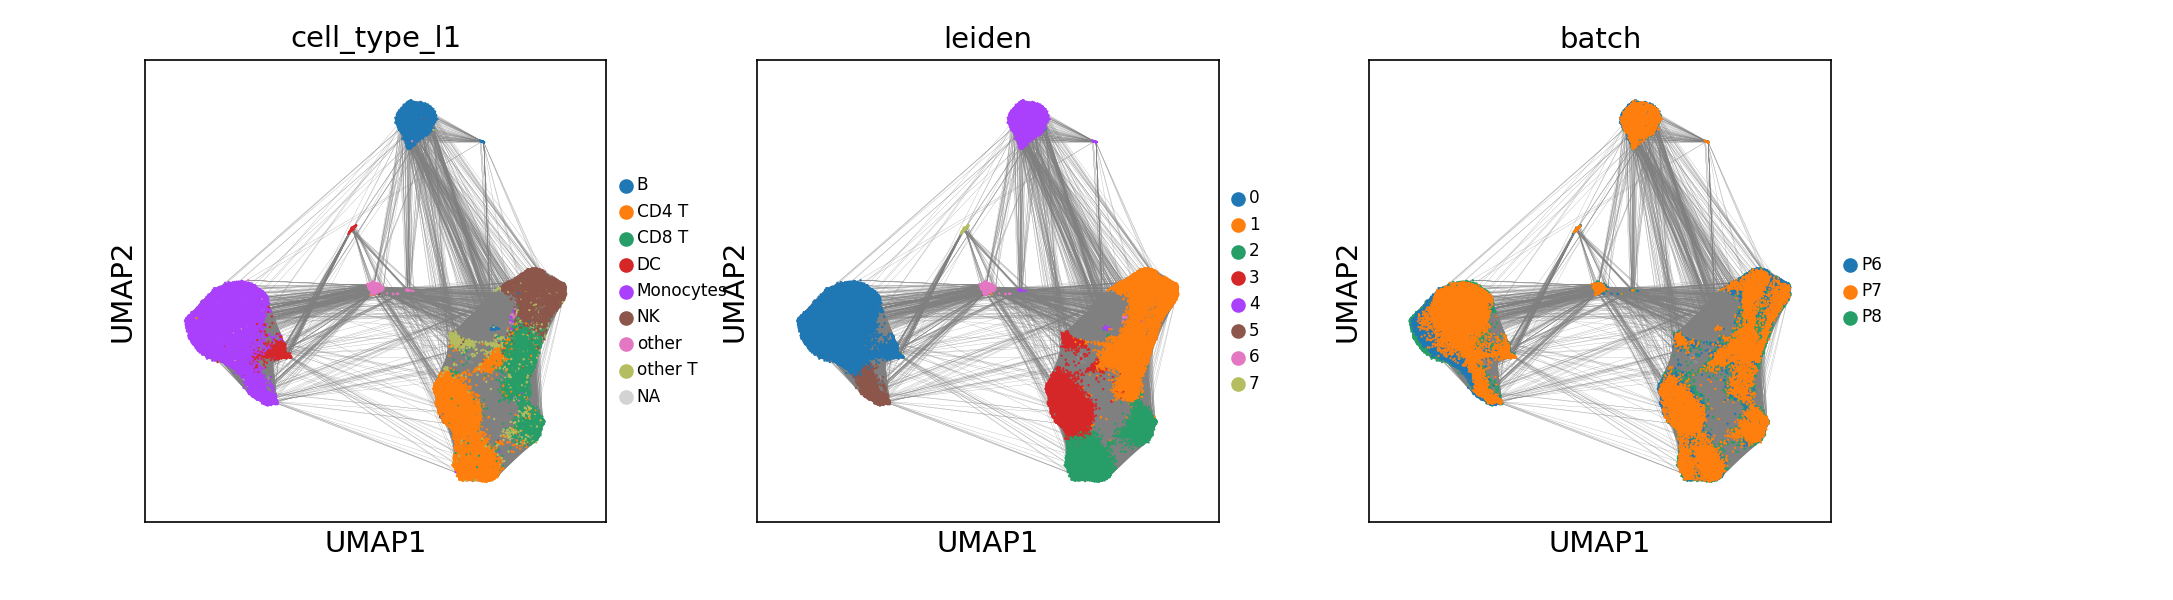 cell_type_l1
UMAP2
UMAP1
B
CD4 T
CD8 T
DC
Monocytes
NK
other
other T
NA
leiden
UMAP2
UMAP1
0
1
2
3
4
5
6
7
batch
UMAP2
UMAP1
P6
P7
P8